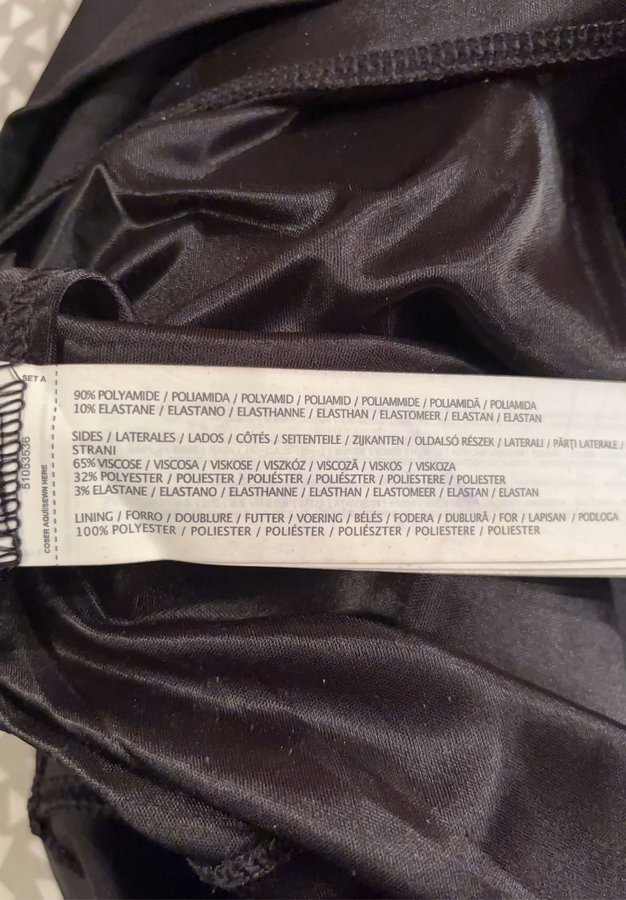 SET A
51053536
COSER AQUI/SEWN HERE
90% POLYAMIDE / POLIAMIDA / POLYAMID / POLIAMID / POLIAMMIDE / POLIAMIDĂ / POLIAMIDA
10% ELASTANE / ELASTANO / ELASTHANNE / ELASTHAN / ELASTOMEER / ELASTAN / ELASTAN
SIDES / LATERALES / LADOS / CÔTÉS / SEITENTEILE / ZIJKANTEN / OLDALSÓ RÉSZEK / LATERALI / PĂRȚI LATERALE /
STRANI
65% VISCOSE / VISCOSA / VISKOSE / VISZKÓZ / VISCOZĂ / VISKOS / VISKOZA
32% POLYESTER / POLIESTER / POLIÉSTER / POLIÉSZTER / POLIESTERE / POLIESTER
3% ELASTANE / ELASTANO / ELASTHANNE / ELASTHAN / ELASTOMEER / ELASTAN / ELASTAN
LINING / FORRO / DOUBLURE / FUTTER / VOERING / BÉLÉS / FODERA / DUBLURĂ / FOR / LAPISAN / PODLOGA
100% POLYESTER / POLIESTER / POLIÉSTER / POLIÉSZTER / POLIESTERE / POLIESTER